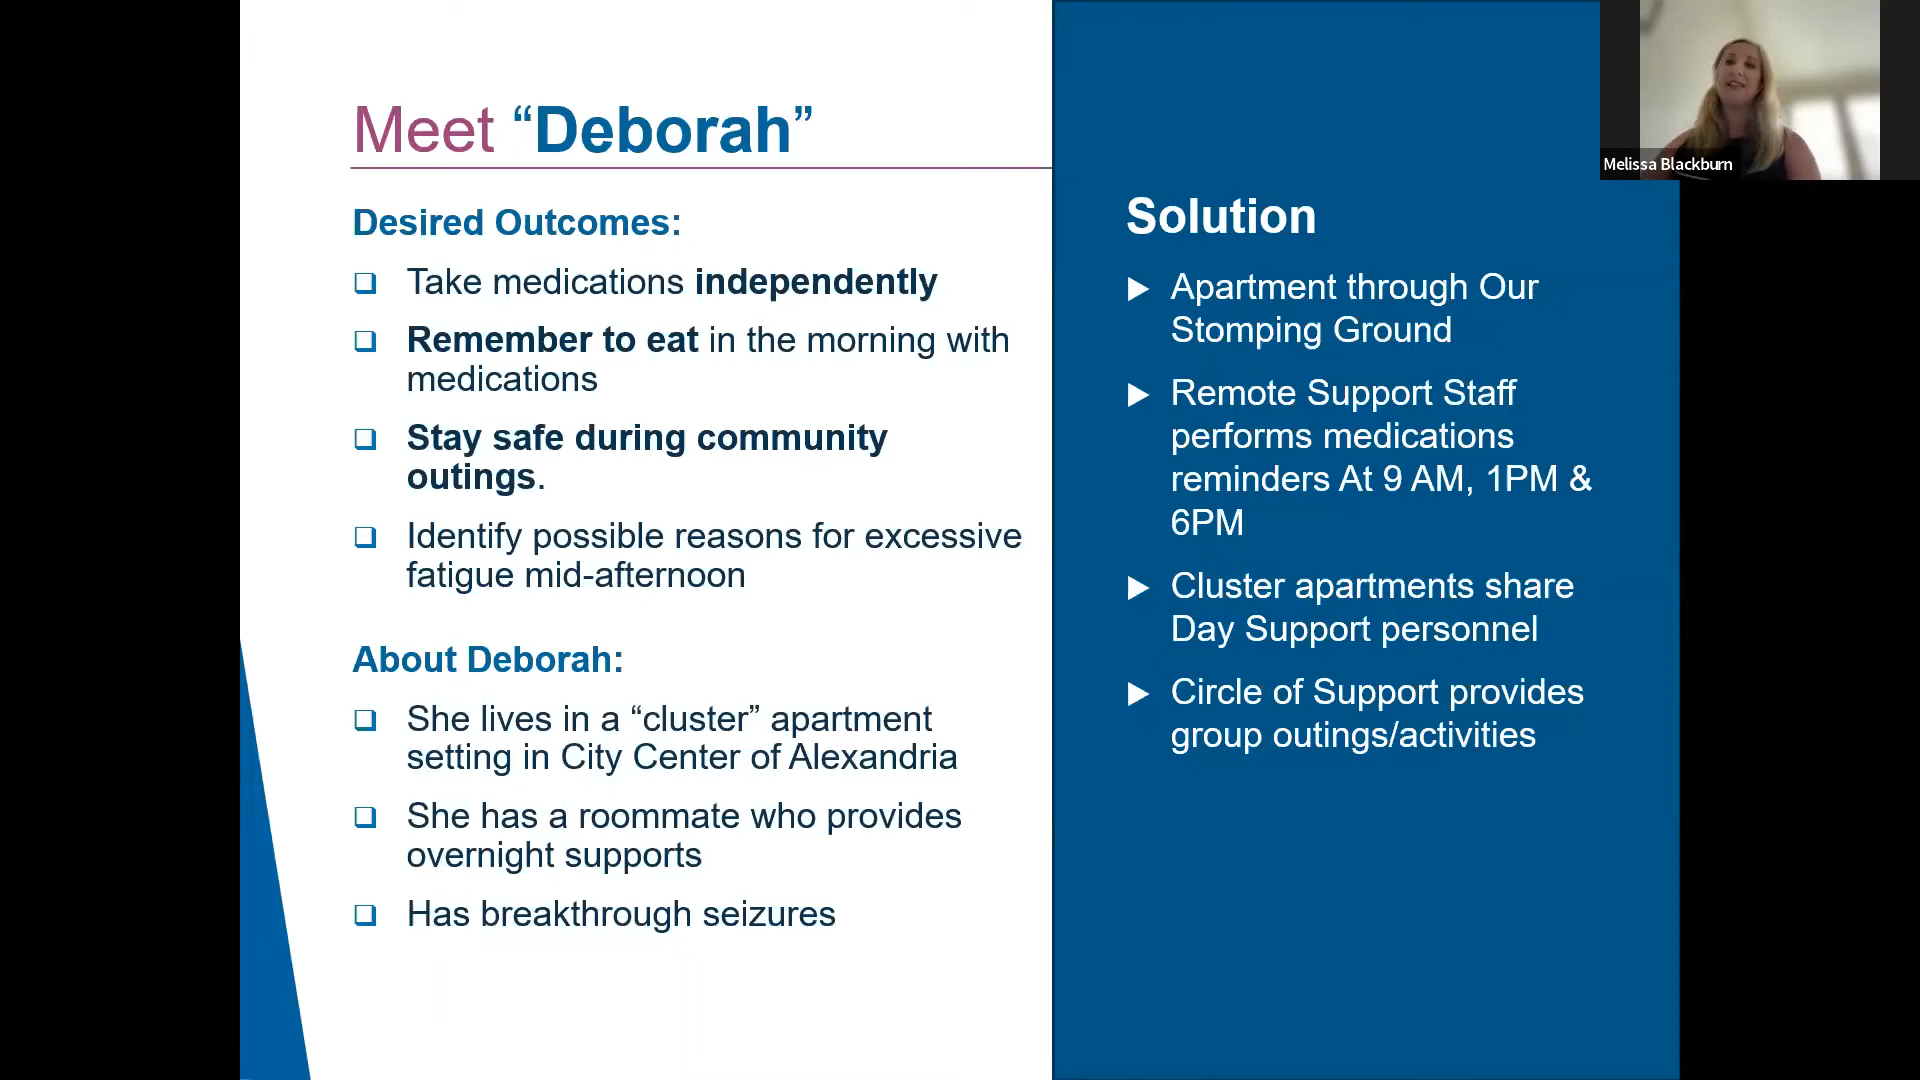 Meet “Deborah”
Desired Outcomes:
Take medications independently
Remember to eat in the morning with
medications
Stay safe during community
outings.
Identify possible reasons for excessive
fatigue mid-afternoon
About Deborah:
She lives in a “cluster” apartment
setting in City Center of Alexandria
She has a roommate who provides
overnight supports
Has breakthrough seizures
Solution
Apartment through Our
Stomping Ground
Remote Support Staff
performs medications
reminders At 9 AM, 1PM &
6PM
Cluster apartments share
Day Support personnel
Circle of Support provides
group outings/activities
Melissa Blackburn